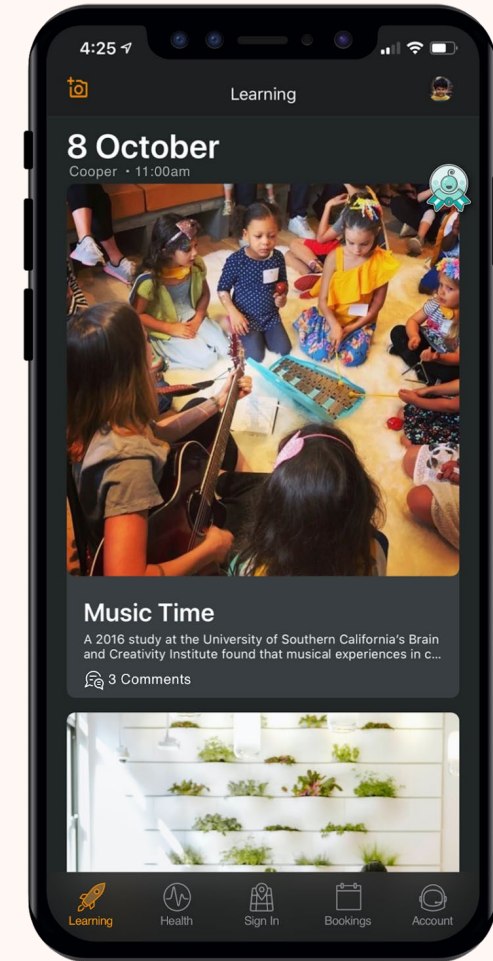 4:25
Learning
8 October
Cooper • 11:00am
Music Time
A 2016 study at the University of Southern California's Brain
and Creativity Institute found that musical experiences in c...
3 Comments
Learning
Health
Sign In
Bookings
Account